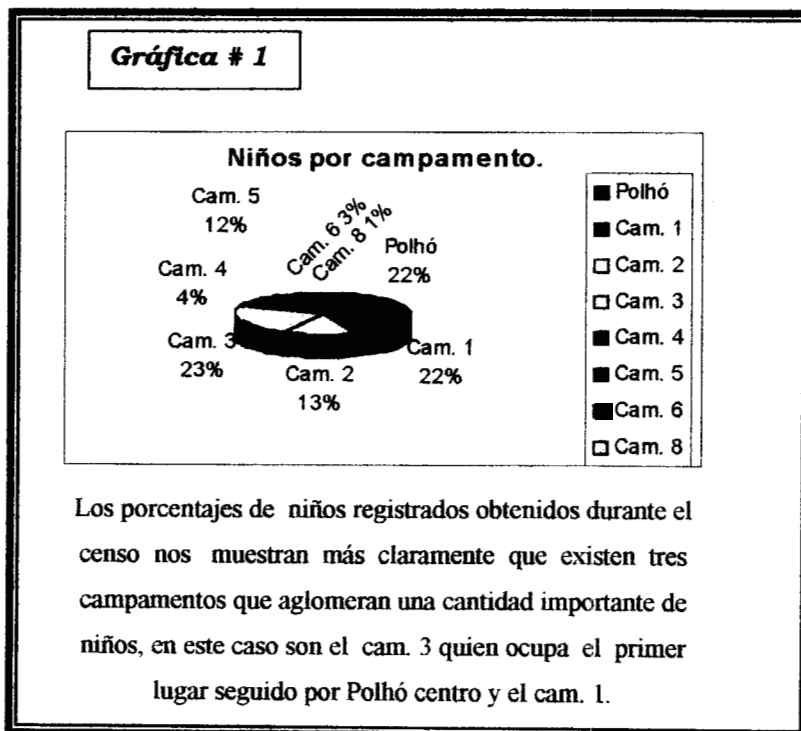 Gráfica # 1
Niños por campamento.
Cam. 5
12%
Cam. 6 3%
Cam. 8 1%
Polhó
22%
Cam. 4
4%
Cam. 3
23%
Cam. 2
13%
Cam. 1
22%
Polhó
Cam. 1
Cam. 2
Cam. 3
Cam. 4
Cam. 5
Cam. 6
Cam. 8
Los porcentajes de niños registrados obtenidos durante el
censo nos muestran más claramente que existen tres
campamentos que aglomeran una cantidad importante de
niños, en este caso son el cam. 3 quien ocupa el primer
lugar seguido por Polhó centro y el cam. 1.